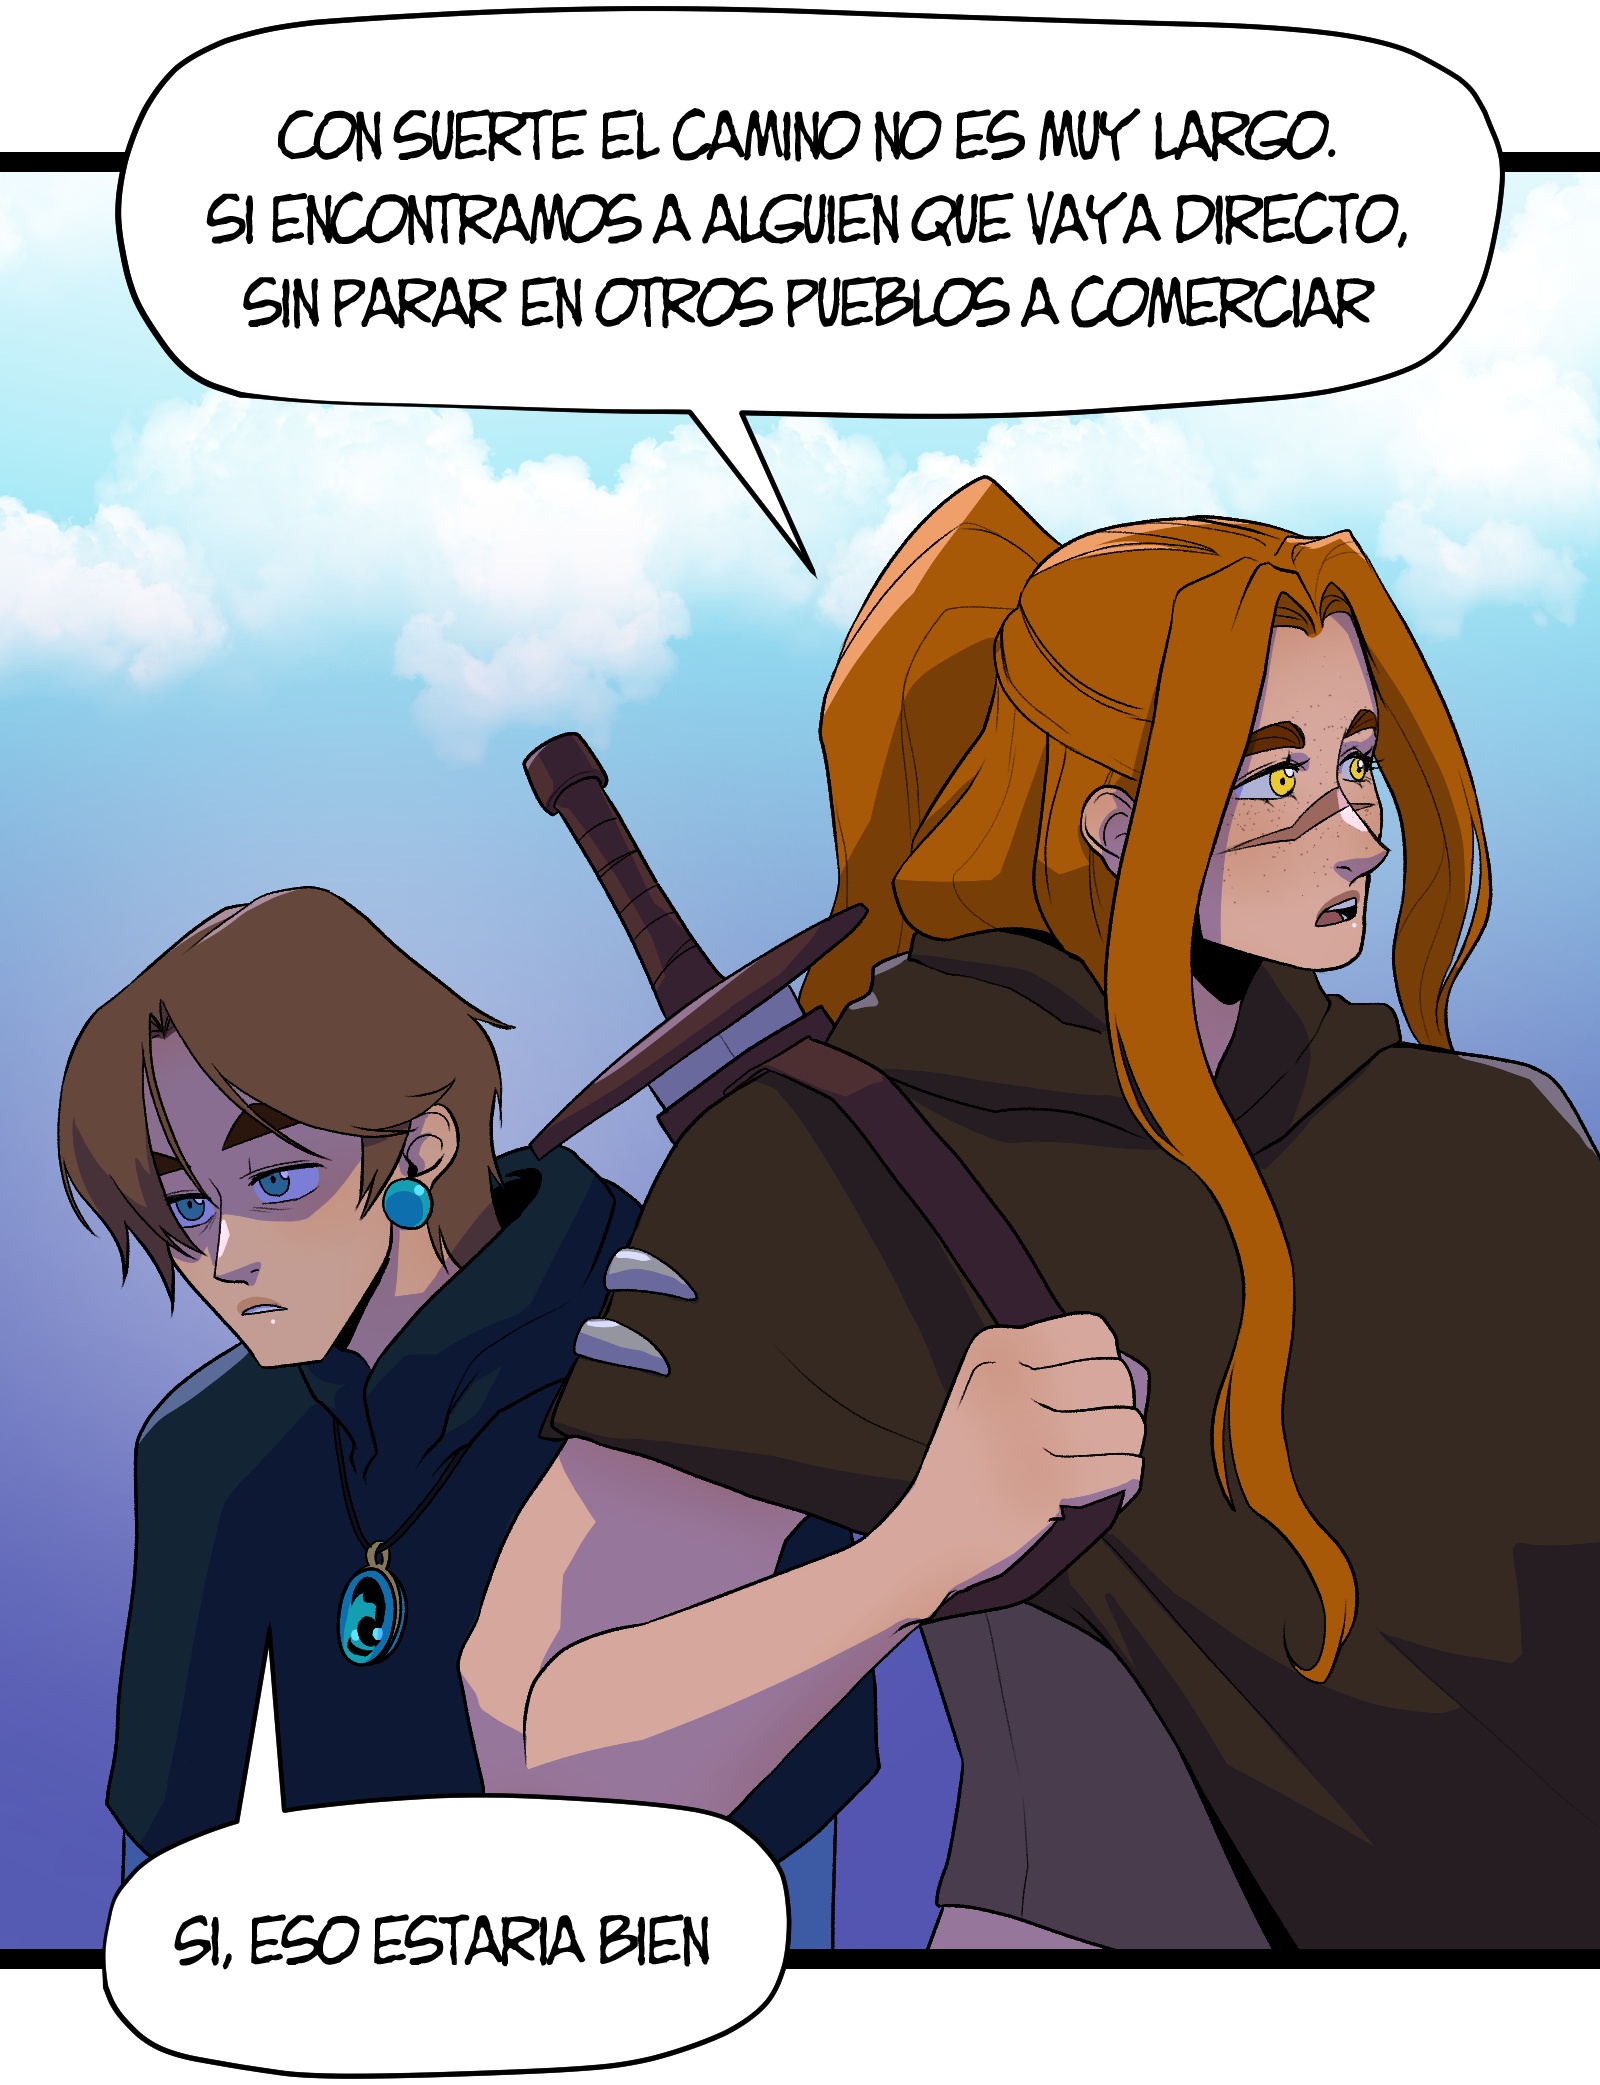 CON SUERTE EL CAMINO NO ES MUY LARGO.
SI ENCONTRAMOS A ALGUIEN QUE VAYA DIRECTO,
SIN PARAR EN OTROS PUEBLOS A COMERCIAR
SI, ESO ESTARIA BIEN